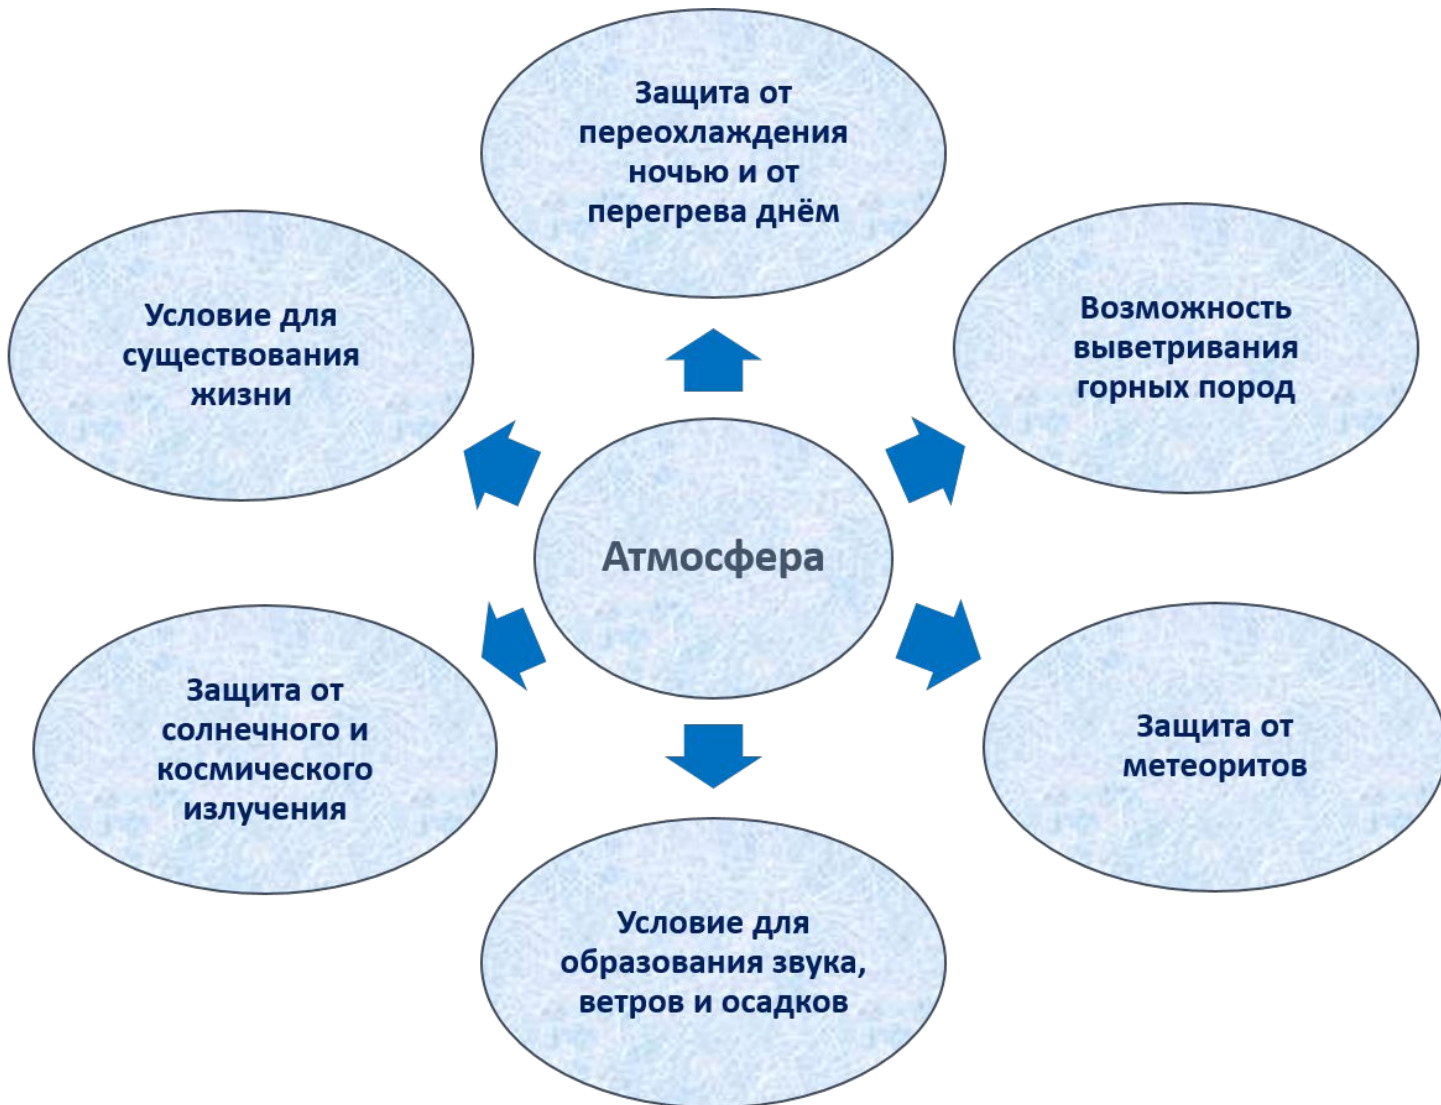 Защита от
переохлаждения
ночью и от
перегрева днём
Условие для
существования
жизни
Возможность
выветривания
горных пород
Атмосфера
Защита от
солнечного и
космического
излучения
Защита от
метеоритов
Условие для
образования звука,
ветров и осадков